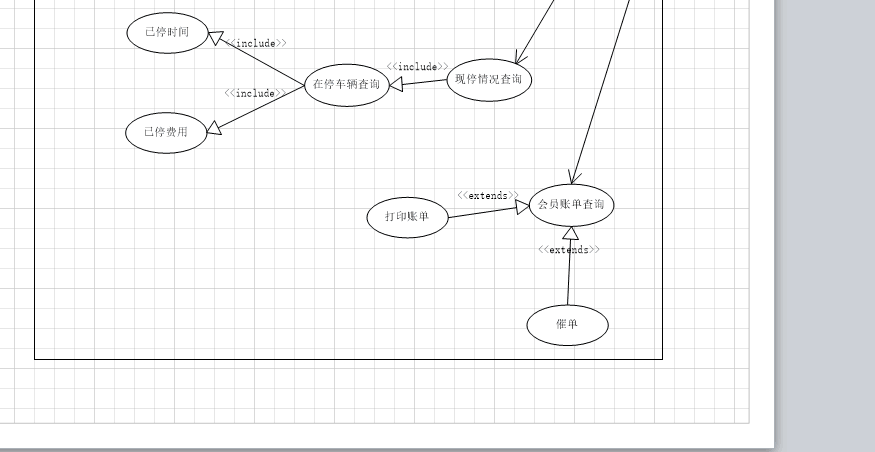 已停时间
<<include>>
<<include>>
现停情况查询
在停车辆查询
<<include>>
已停费用
<<extends>>
会员账单查询
打印账单
<<extends>>
催单